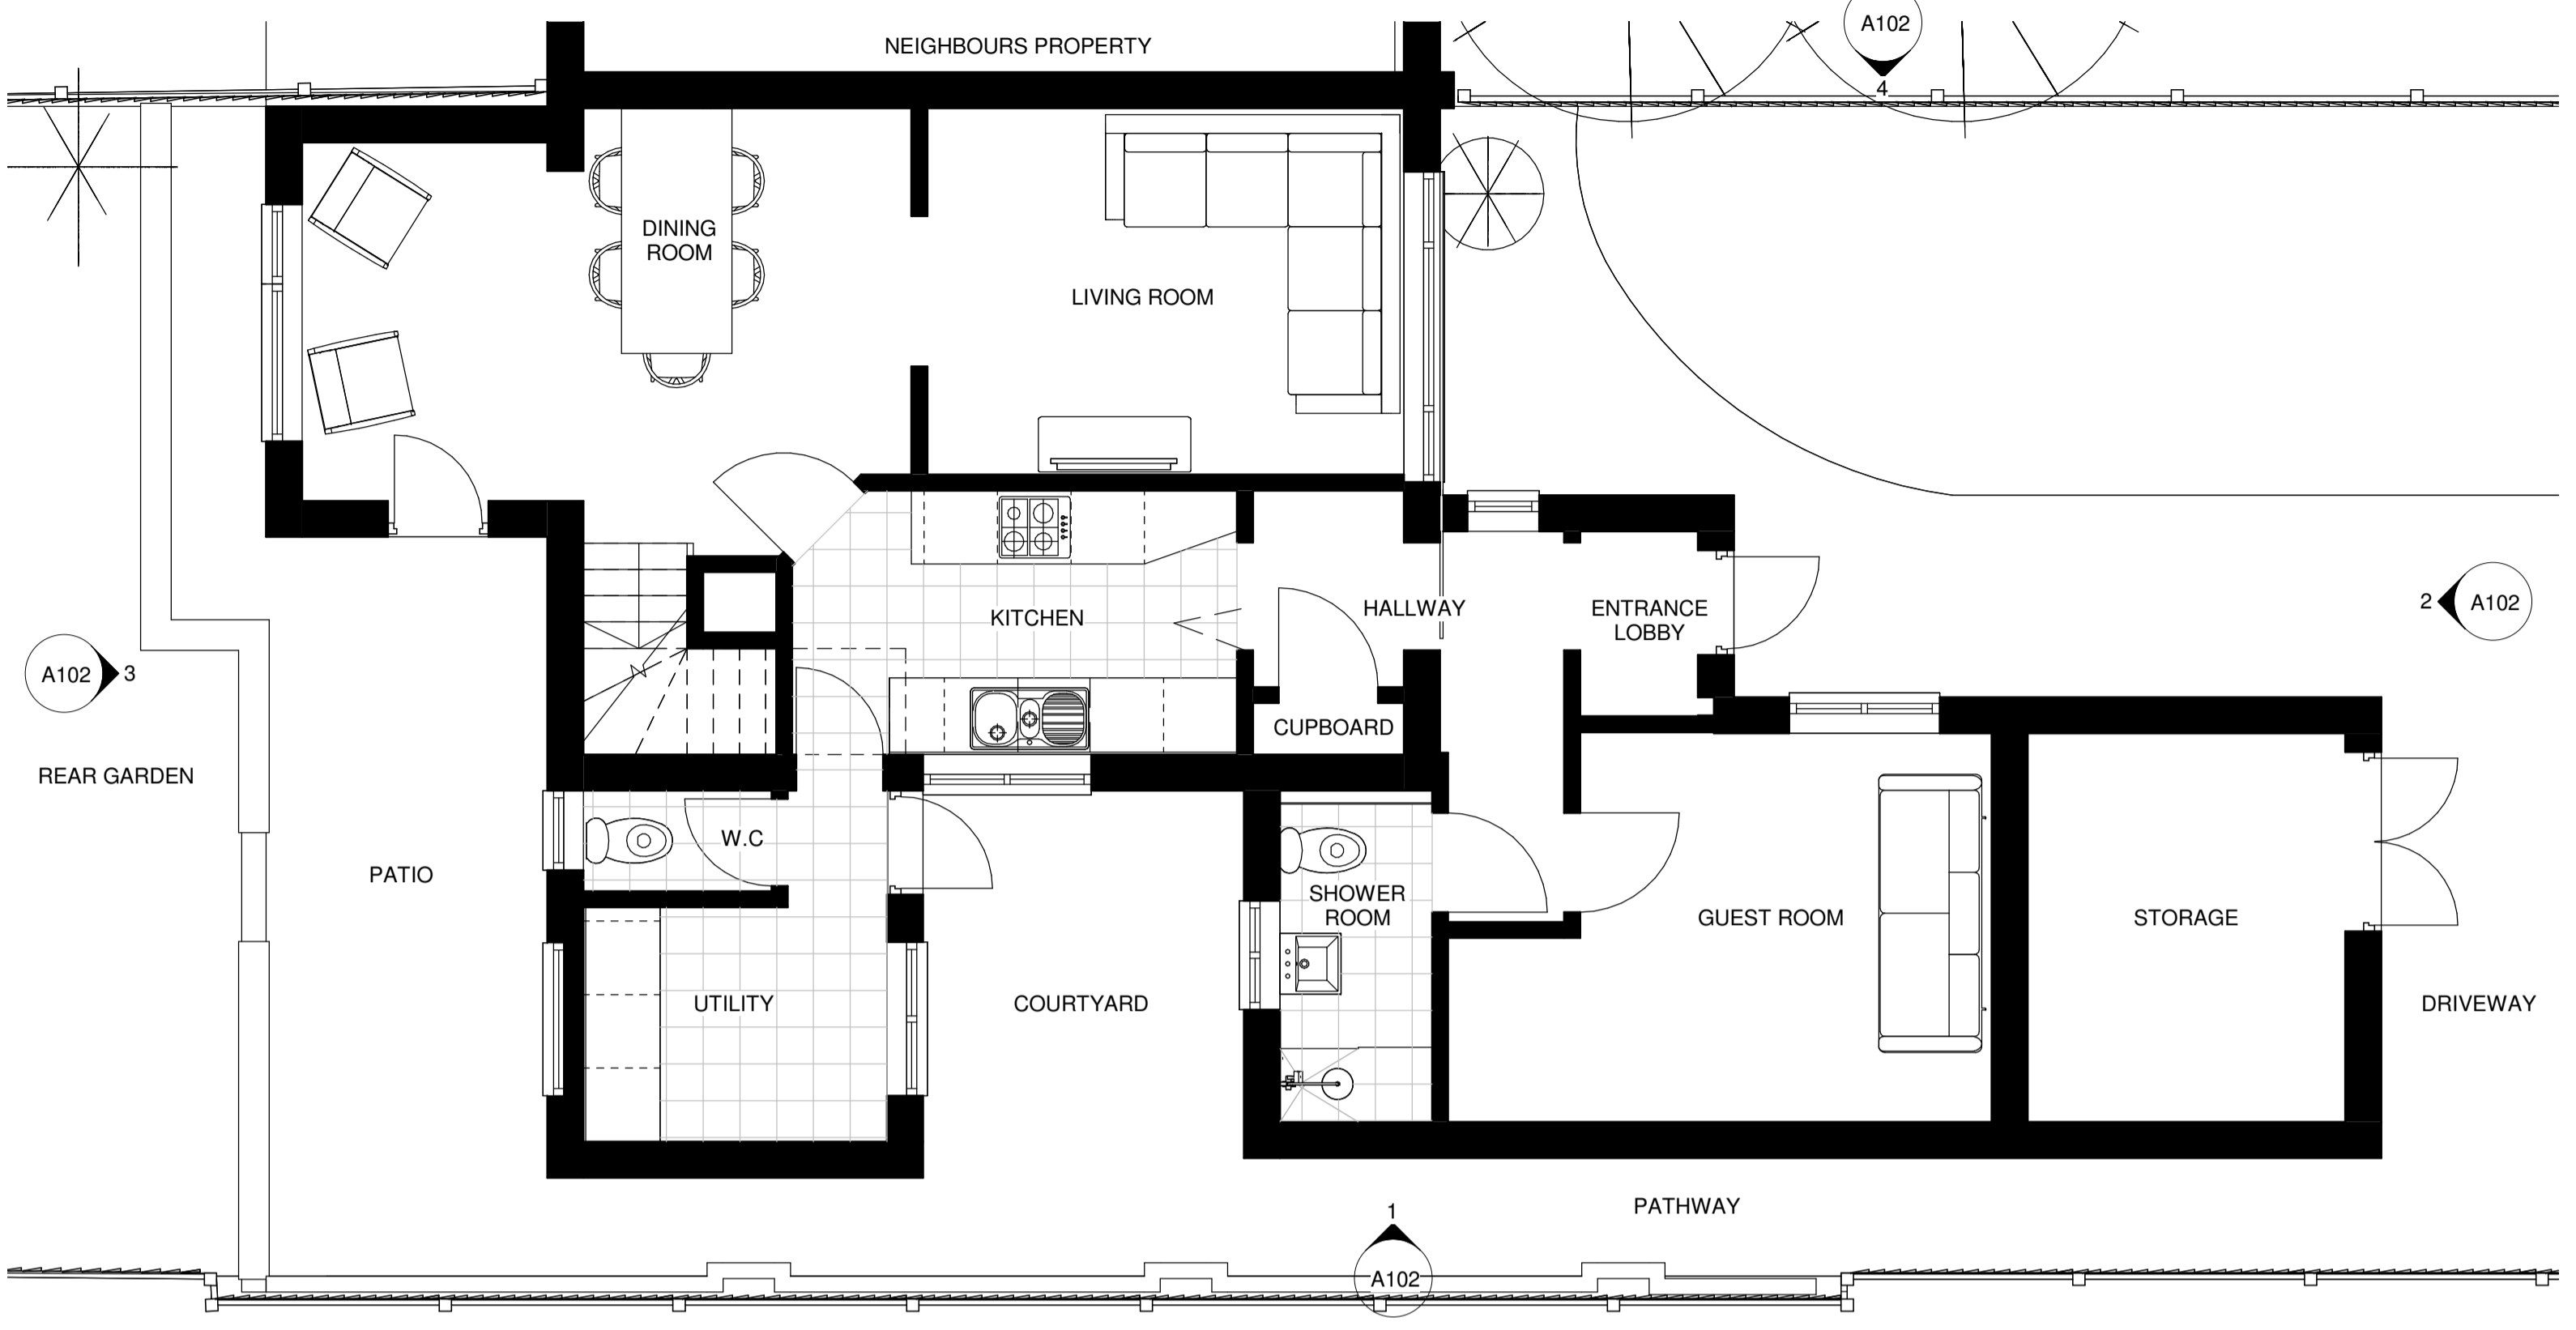 A102
4
NEIGHBOURS PROPERTY
DINING
ROOM
LIVING ROOM
KITCHEN
HALLWAY
ENTRANCE
LOBBY
2
A102
A102
3
CUPBOARD
REAR GARDEN
W.C
PATIO
SHOWER
ROOM
GUEST ROOM
STORAGE
UTILITY
COURTYARD
DRIVEWAY
PATHWAY
1
A102